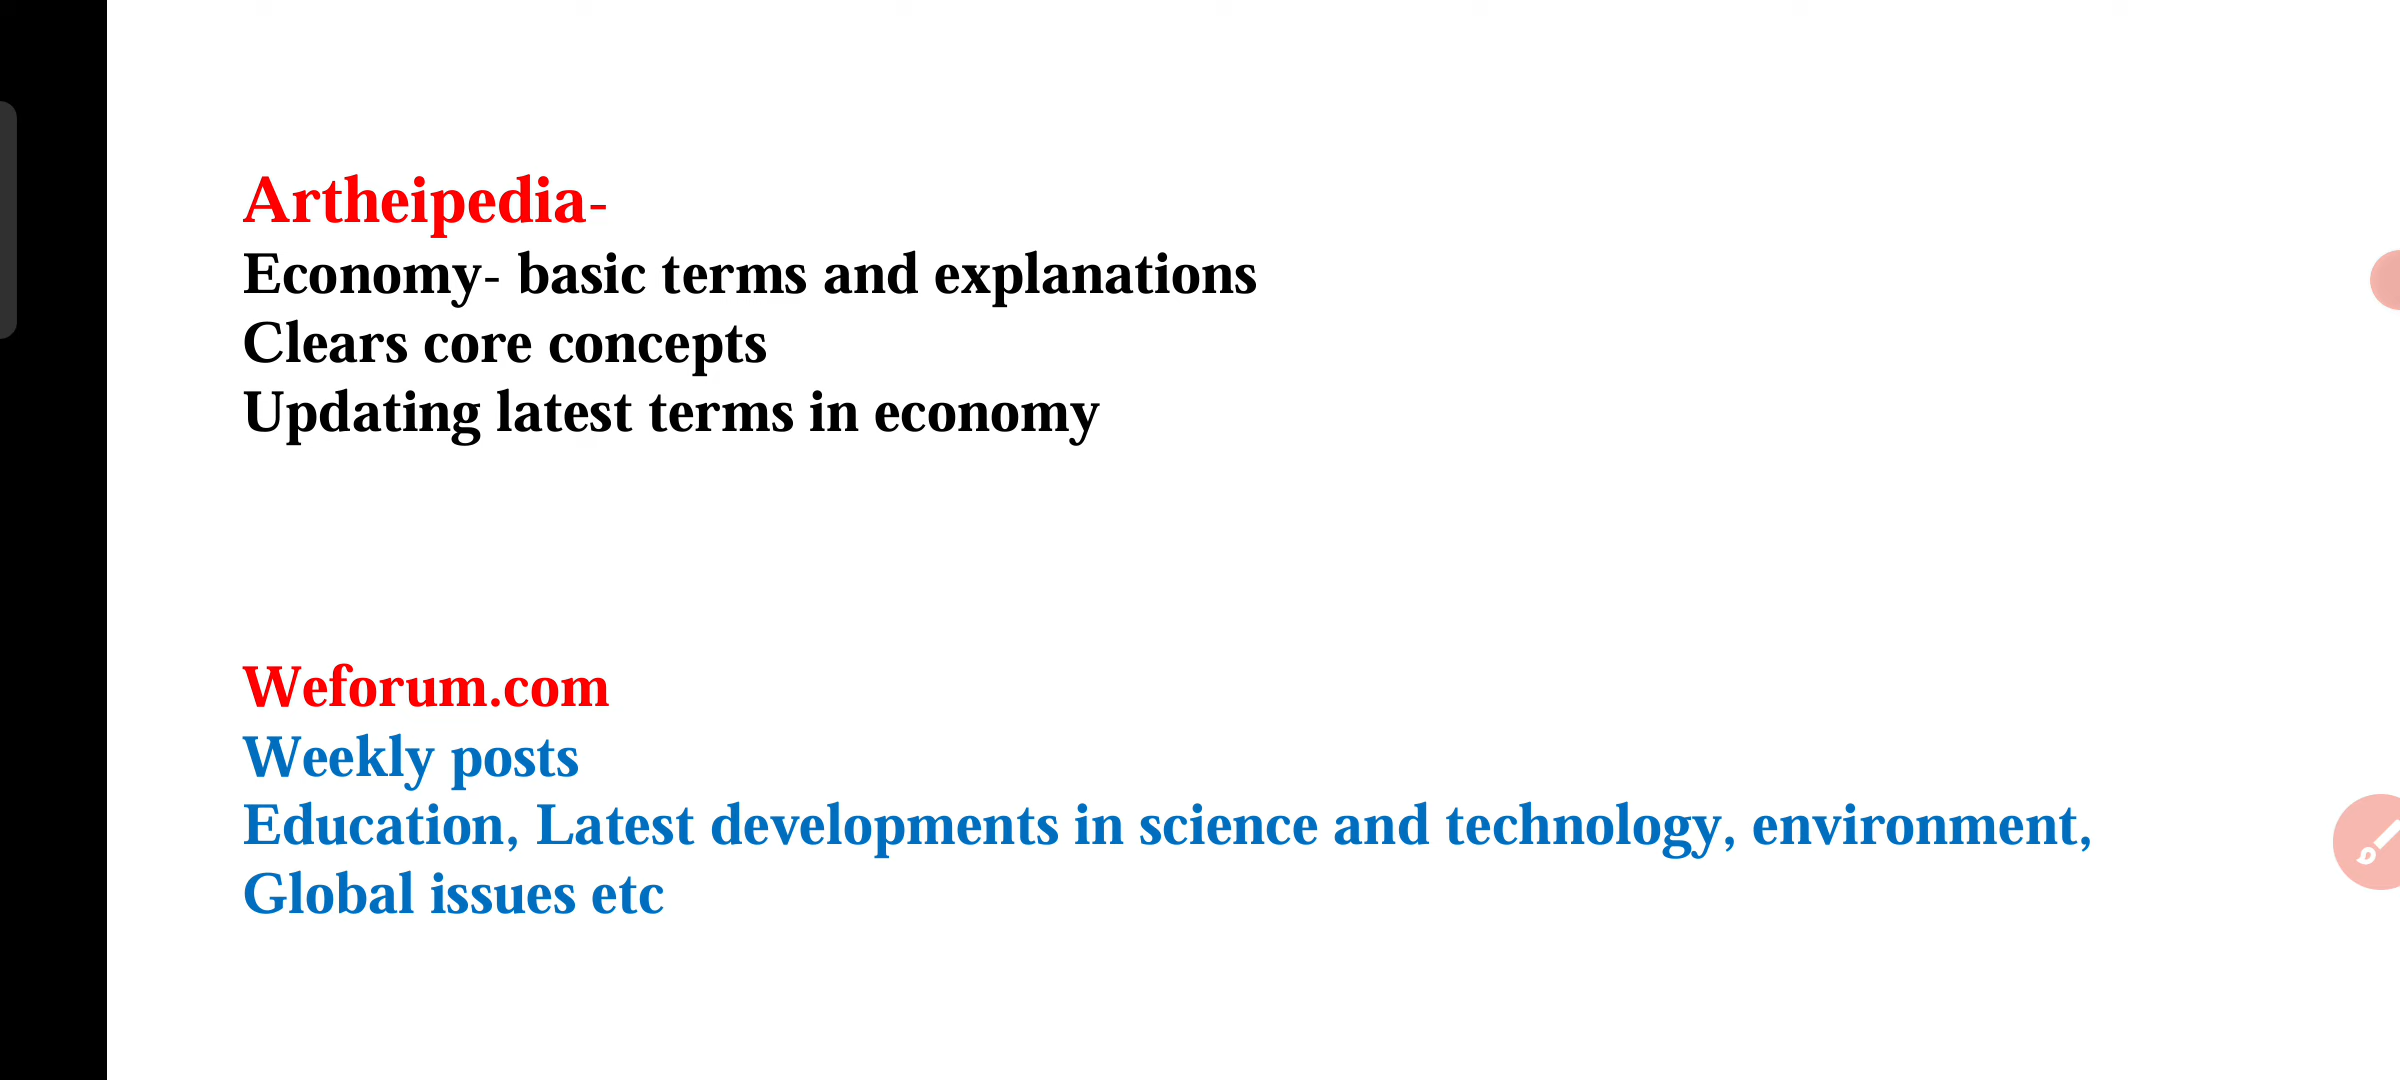 Artheipedia-
Economy- basic terms and explanations
Clears core concepts
Updating latest terms in economy
Weforum.com
Weekly posts
Education, Latest developments in science and technology, environment,
Global issues etc